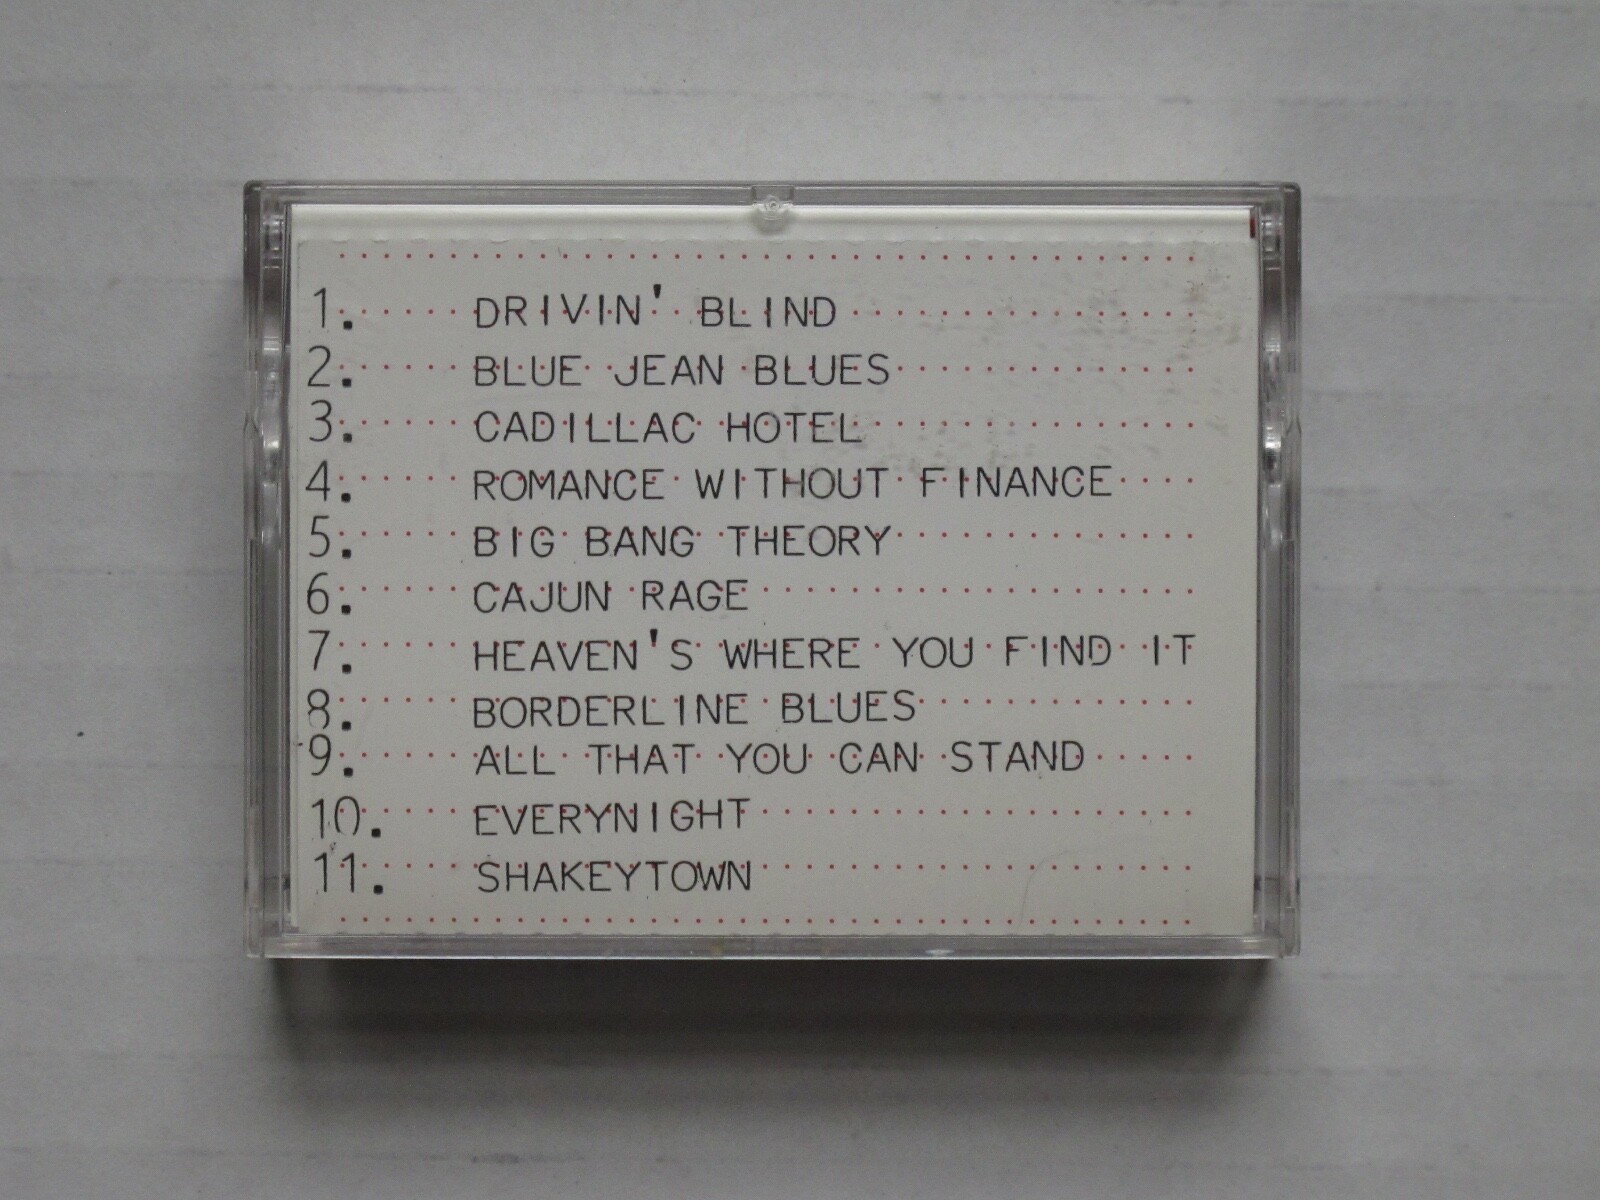 1. DRIVIN' BLIND
2. BLUE JEAN BLUES
3. CADILLAC HOTEL
4. ROMANCE WITHOUT FINANCE
5. BIG BANG THEORY
6. CAJUN RAGE
7. HEAVEN'S WHERE YOU FIND IT
8. BORDERLINE BLUES
9. ALL THAT YOU CAN STAND
10. EVERYNIGHT
11. SHAKEYTOWN